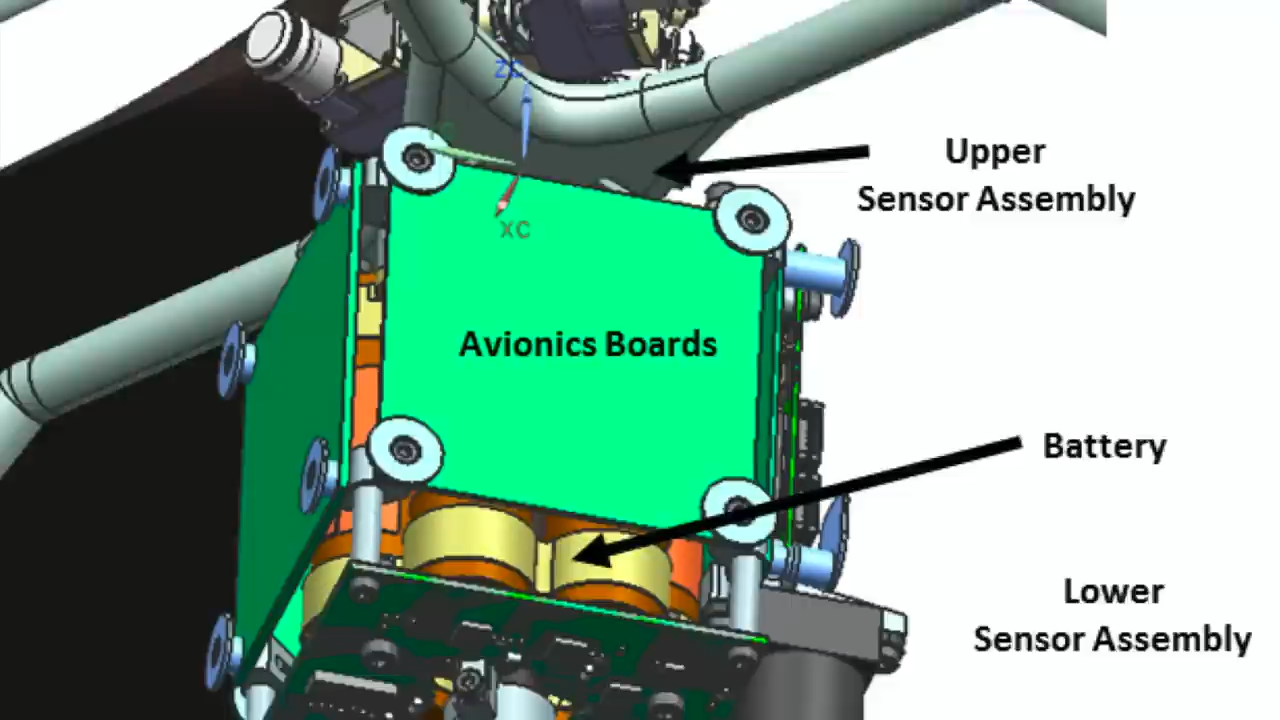 ZC
XC
Upper
Sensor Assembly
Avionics Boards
Battery
Lower
Sensor Assembly